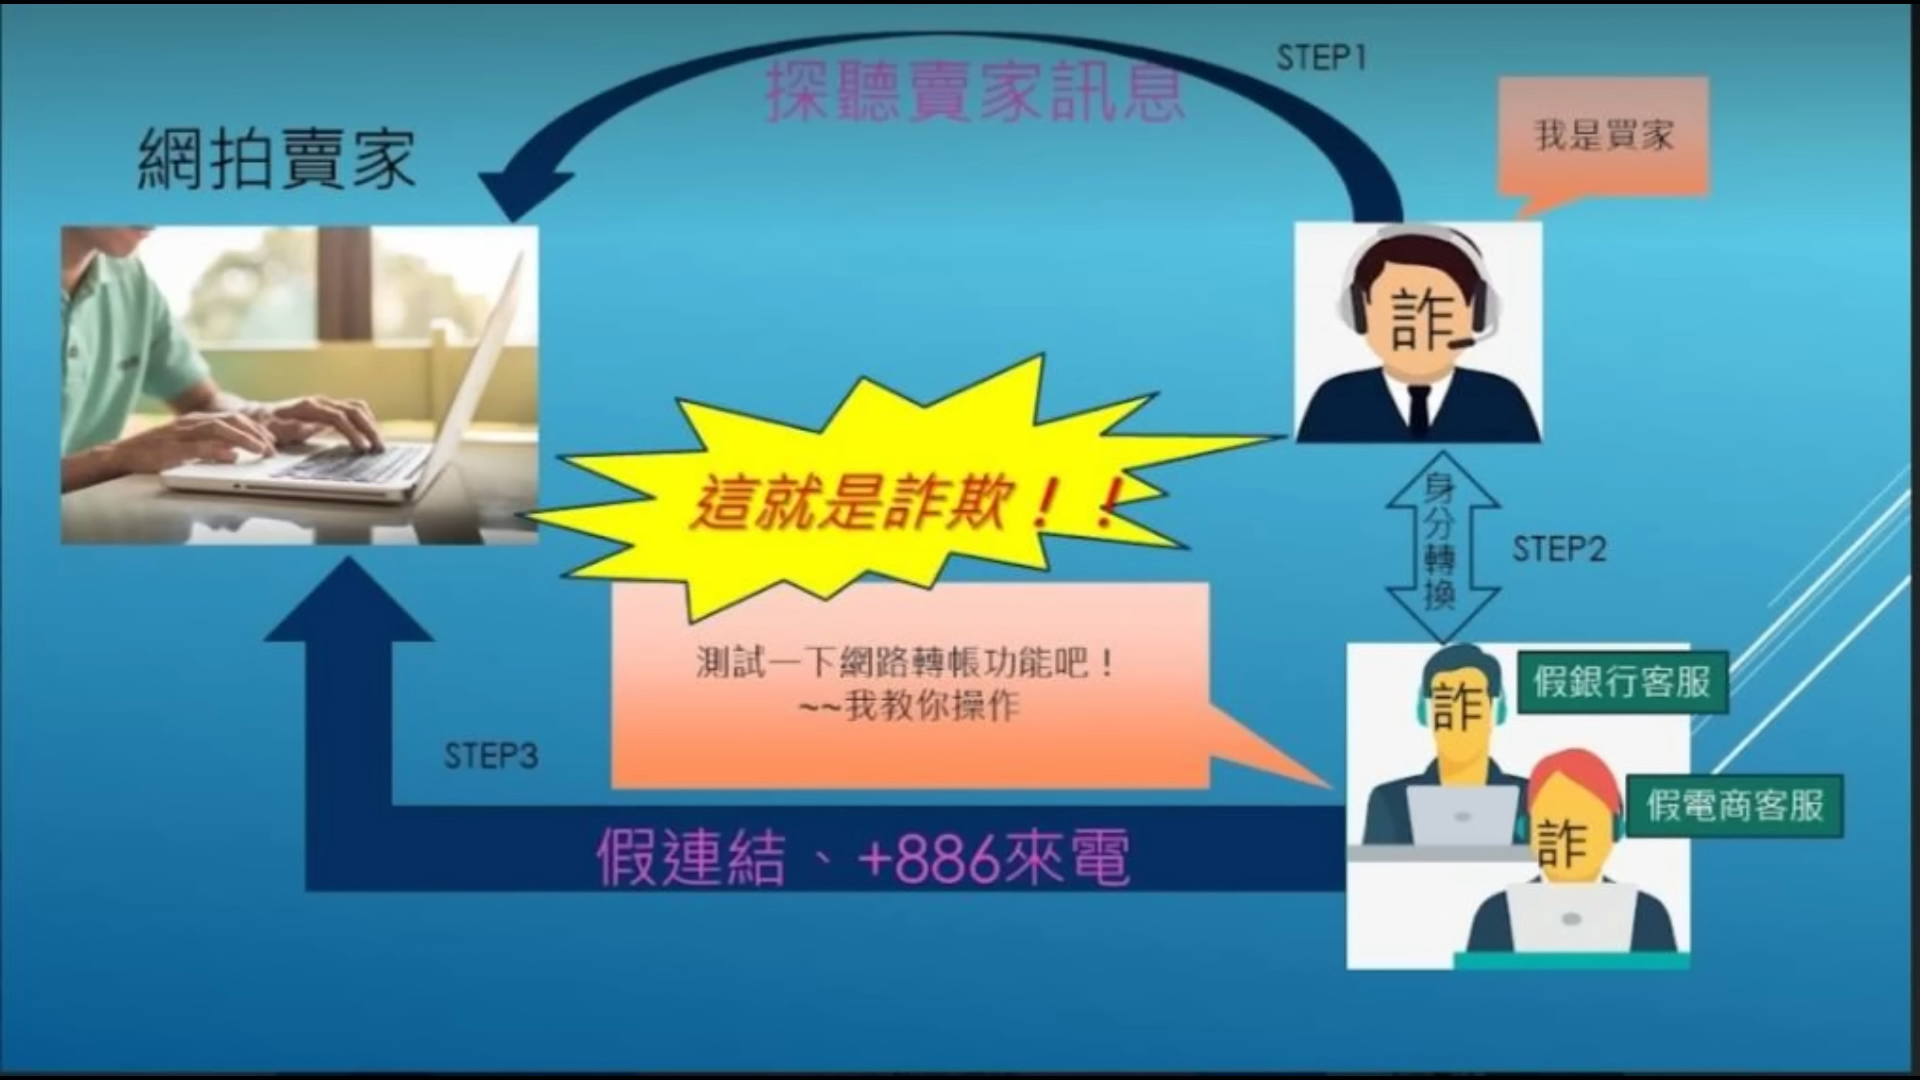 STEP1
探聽賣家訊息
我是買家
網拍賣家
詐
這就是詐欺！！
身分轉換
STEP2
測試一下網路轉帳功能吧！
~~我教你操作
詐
假銀行客服
STEP3
假電商客服
詐
假連結、+886來電